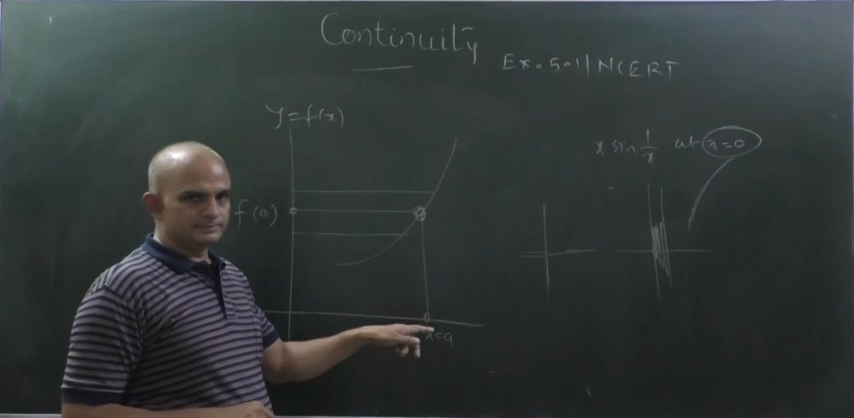 Continuity
Ex. 5.1 | NCERT
y = f(x)
x sin 1/x at x=0
f(a)
x=a